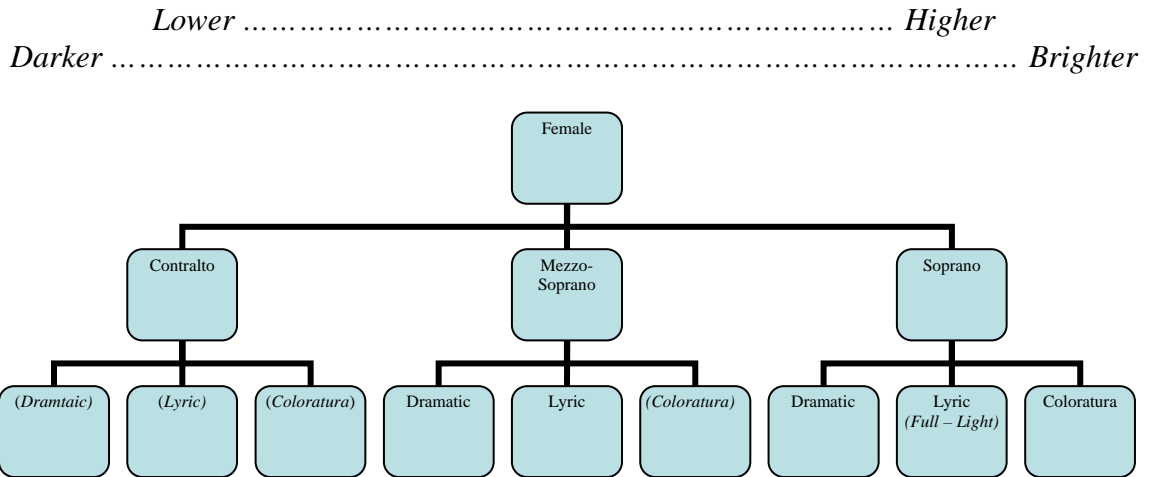 Lower ……………………………………………………………… Higher
Darker ……………………………………………………………………………………… Brighter
Female
Contralto
Mezzo-
Soprano
Soprano
(Dramtaic)
(Lyric)
(Coloratura)
Dramatic
Lyric
(Coloratura)
Dramatic
Lyric
(Full – Light)
Coloratura